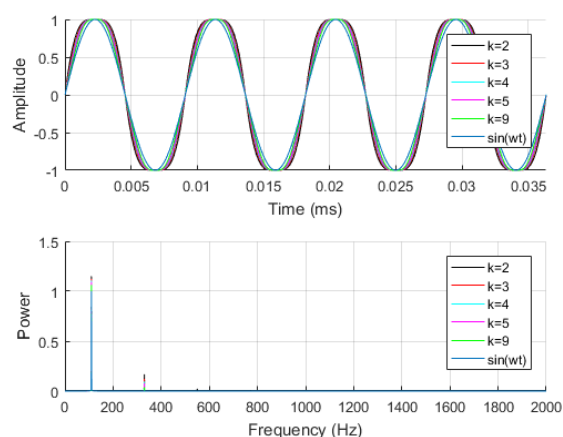 1
0.5
0
-0.5
-1
Amplitude
0 0.005 0.01 0.015 0.02 0.025 0.03 0.035
Time (ms)
k=2
k=3
k=4
k=5
k=9
sin(wt)
1.5
1
0.5
0
Power
0 200 400 600 800 1000 1200 1400 1600 1800 2000
Frequency (Hz)
k=2
k=3
k=4
k=5
k=9
sin(wt)